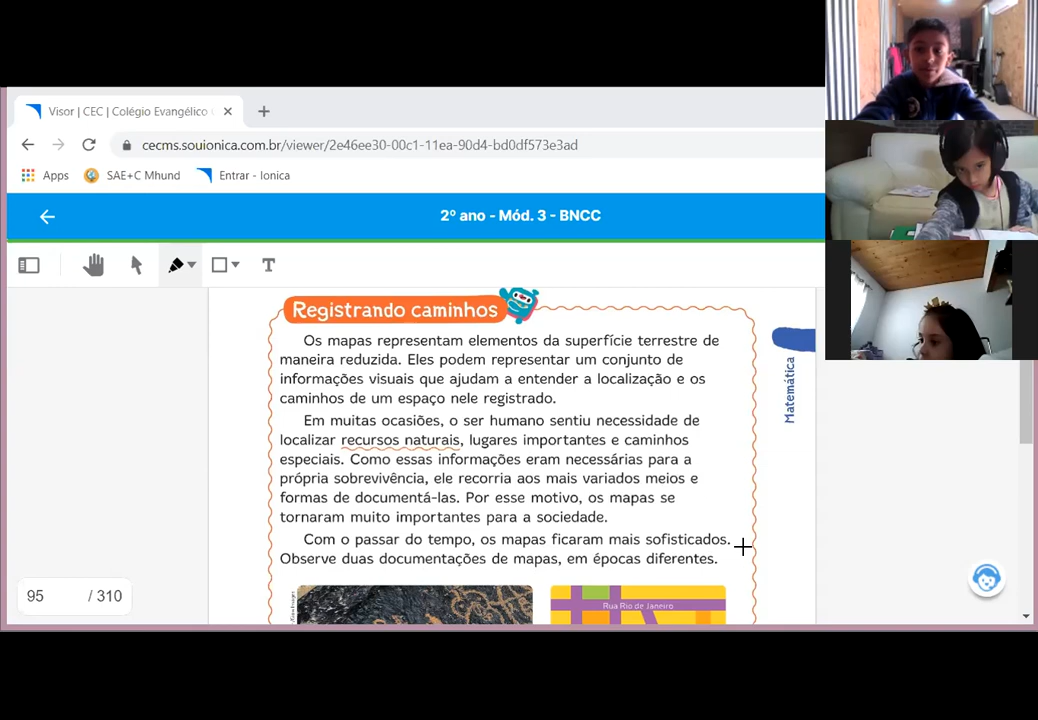 Visor | CEC | Colégio Evangélico
cecms.souionica.com.br/viewer/2e46ee30-00c1-11ea-90d4-bd0df573e3ad
Apps SAE+C Mhund Entrar - Ionica
2º ano - Mód. 3 - BNCC
T
Registrando caminhos
Os mapas representam elementos da superfície terrestre de
maneira reduzida. Eles podem representar um conjunto de
informações visuais que ajudam a entender a localização e os
caminhos de um espaço nele registrado.
Em muitas ocasiões, o ser humano sentiu necessidade de
localizar recursos naturais, lugares importantes e caminhos
especiais. Como essas informações eram necessárias para a
própria sobrevivência, ele recorria aos mais variados meios e
formas de documentá-las. Por esse motivo, os mapas se
tornaram muito importantes para a sociedade.
Com o passar do tempo, os mapas ficaram mais sofisticados.
Observe duas documentações de mapas, em épocas diferentes.
Matemática
Rua Rio de Janeiro
95 / 310